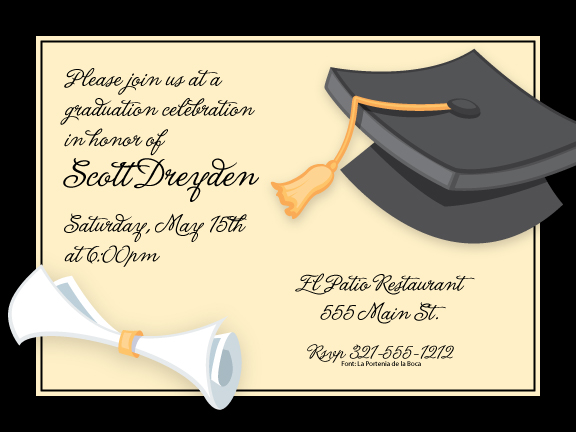 Please join us at a
graduation celebration
in honor of
Scott Dreyden
Saturday, May 15th
at 6:00pm
El Patio Restaurant
555 Main St.
Rsvp 321-555-1212
Font: La Portenia de la Boca